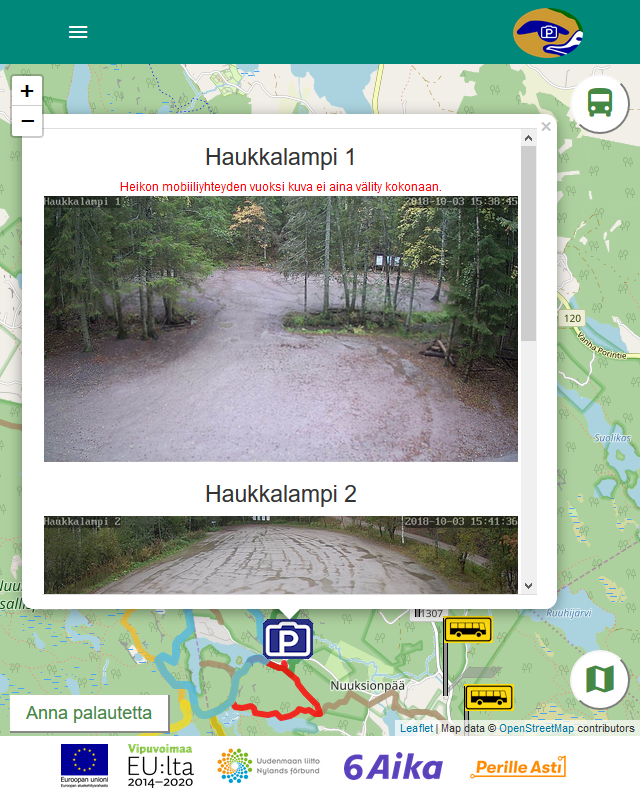 +
−
×
Haukkalampi 1
Heikon mobiiliyhteyden vuoksi kuva ei aina välity kokonaan.
Haukkalampi 1
2018-10-03 15:38:45
120
Vanha Porintie
Suolikas
Haukkalampi 2
Haukkalampi 2
2018-10-03 15:41:36
Ruuhijärvi
1307
P
Nuuksionpää
Anna palautetta
Leaflet | Map data © OpenStreetMap contributors
Euroopan unioni
Euroopan aluekehitysrahasto
Vipuvoimaa
EU:lta
2014–2020
Uudenmaan liitto
Nylands förbund
6Aika
Perille Asti